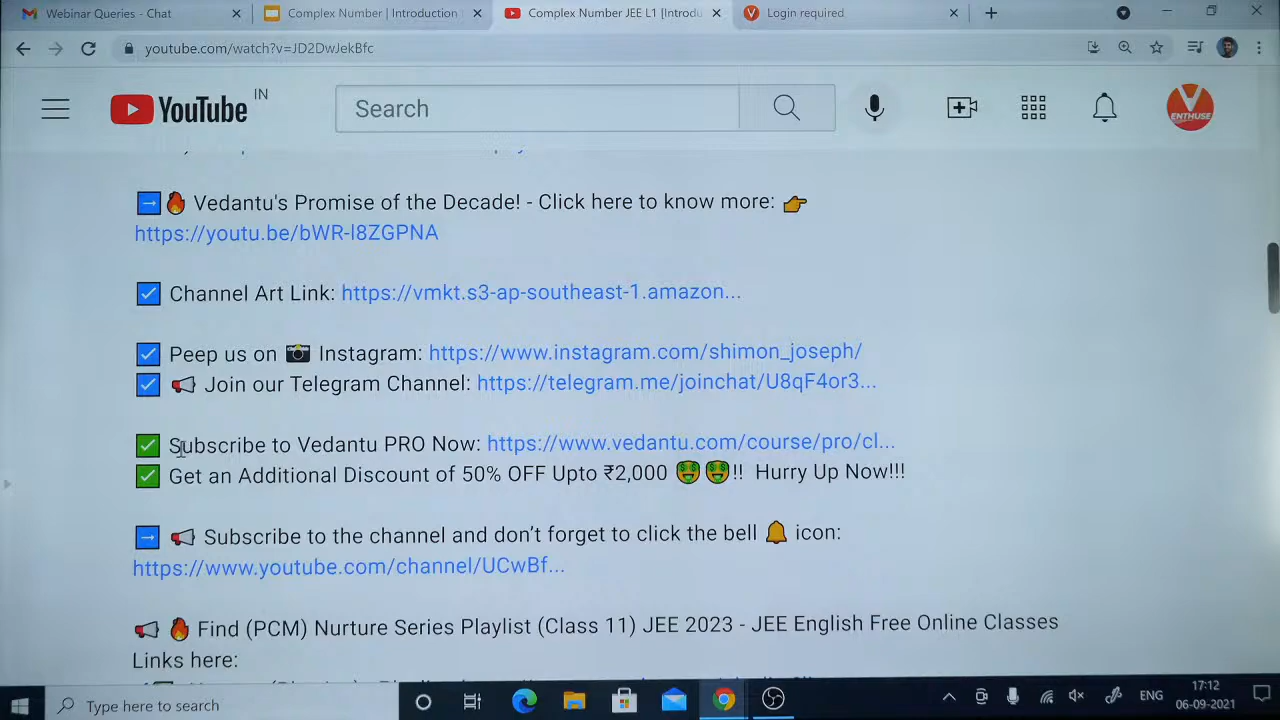 Webinar Queries - Chat
Complex Number | Introduction
Complex Number JEE L1 [Introdu
Login required
youtube.com/watch?v=JD2DwJekBfc
YouTube IN
Search
ENTHUSE
Vedantu's Promise of the Decade! - Click here to know more:
https://youtu.be/bWR-l8ZGPNA
Channel Art Link: https://vmkt.s3-ap-southeast-1.amazon...
Peep us on Instagram: https://www.instagram.com/shimon_joseph/
Join our Telegram Channel: https://telegram.me/joinchat/U8qF4or3...
Subscribe to Vedantu PRO Now: https://www.vedantu.com/course/pro/cl...
Get an Additional Discount of 50% OFF Upto ₹2,000 !! Hurry Up Now!!!
Subscribe to the channel and don’t forget to click the bell icon:
https://www.youtube.com/channel/UCwBf...
Find (PCM) Nurture Series Playlist (Class 11) JEE 2023 - JEE English Free Online Classes
Links here:
Type here to search
ENG
17:12
06-09-2021